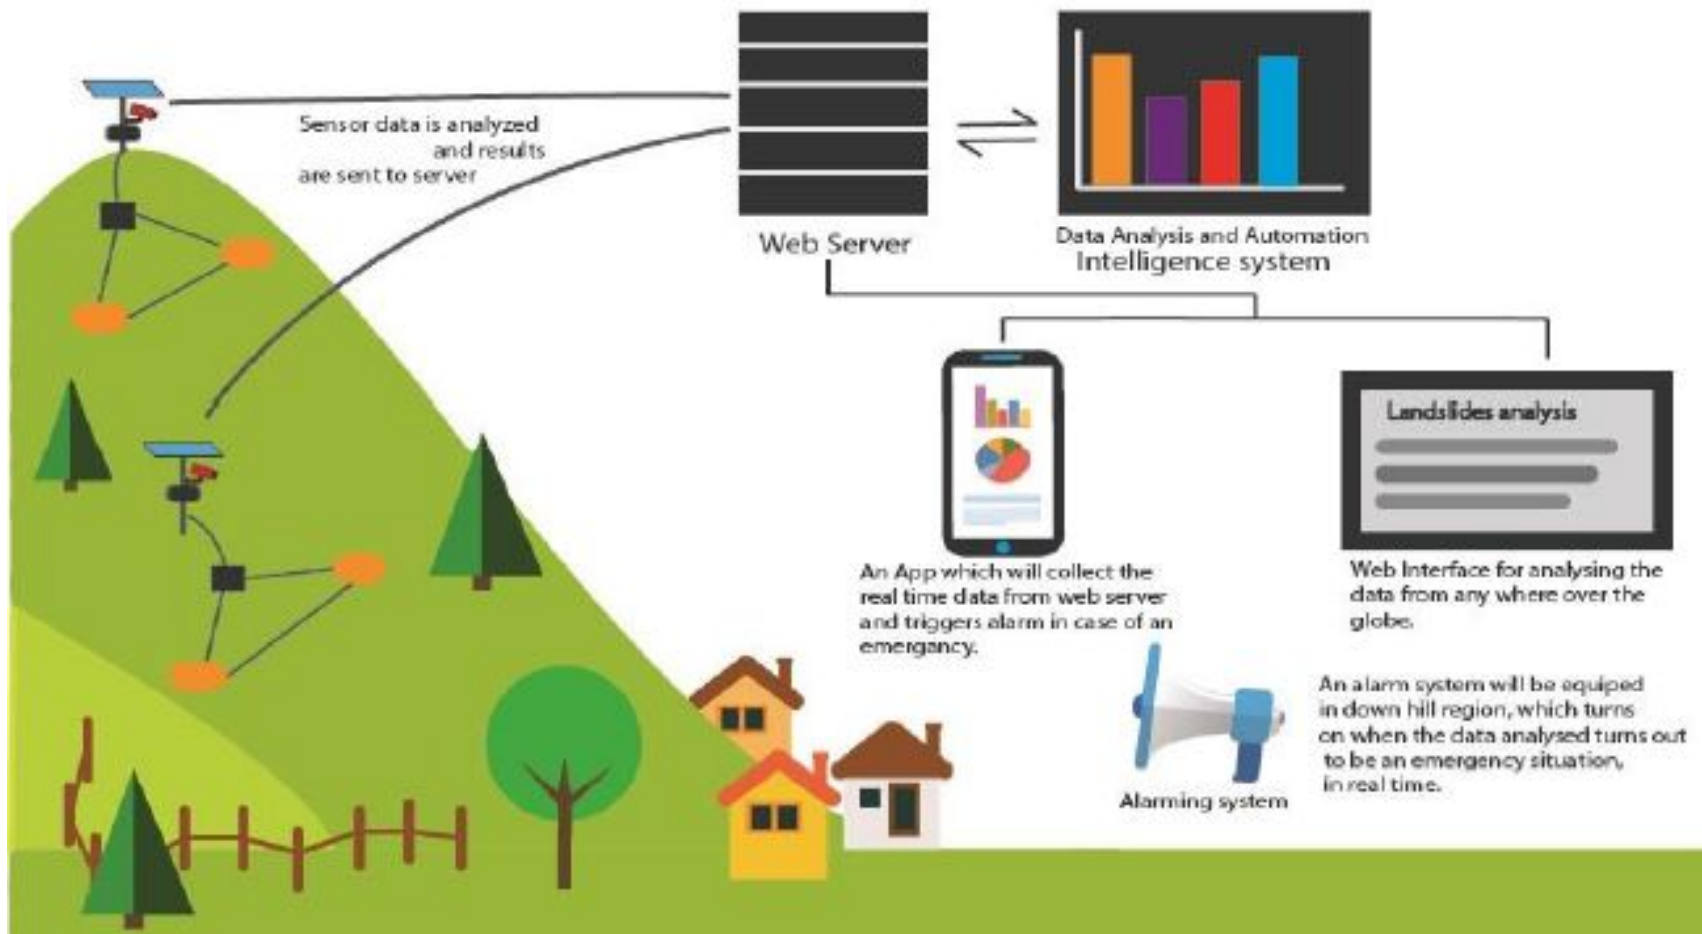 Sensor data is analyzed
and results
are sent to server
Web Server
Data Analysis and Automation
Intelligence system
Landslides analysis
An App which will collect the
real time data from web server
and triggers alarm in case of an
emergancy.
Web Interface for analysing the
data from any where over the
globe.
Alarming system
An alarm system will be equiped
in down hill region, which turns
on when the data analysed turns out
to be an emergency situation,
in real time.